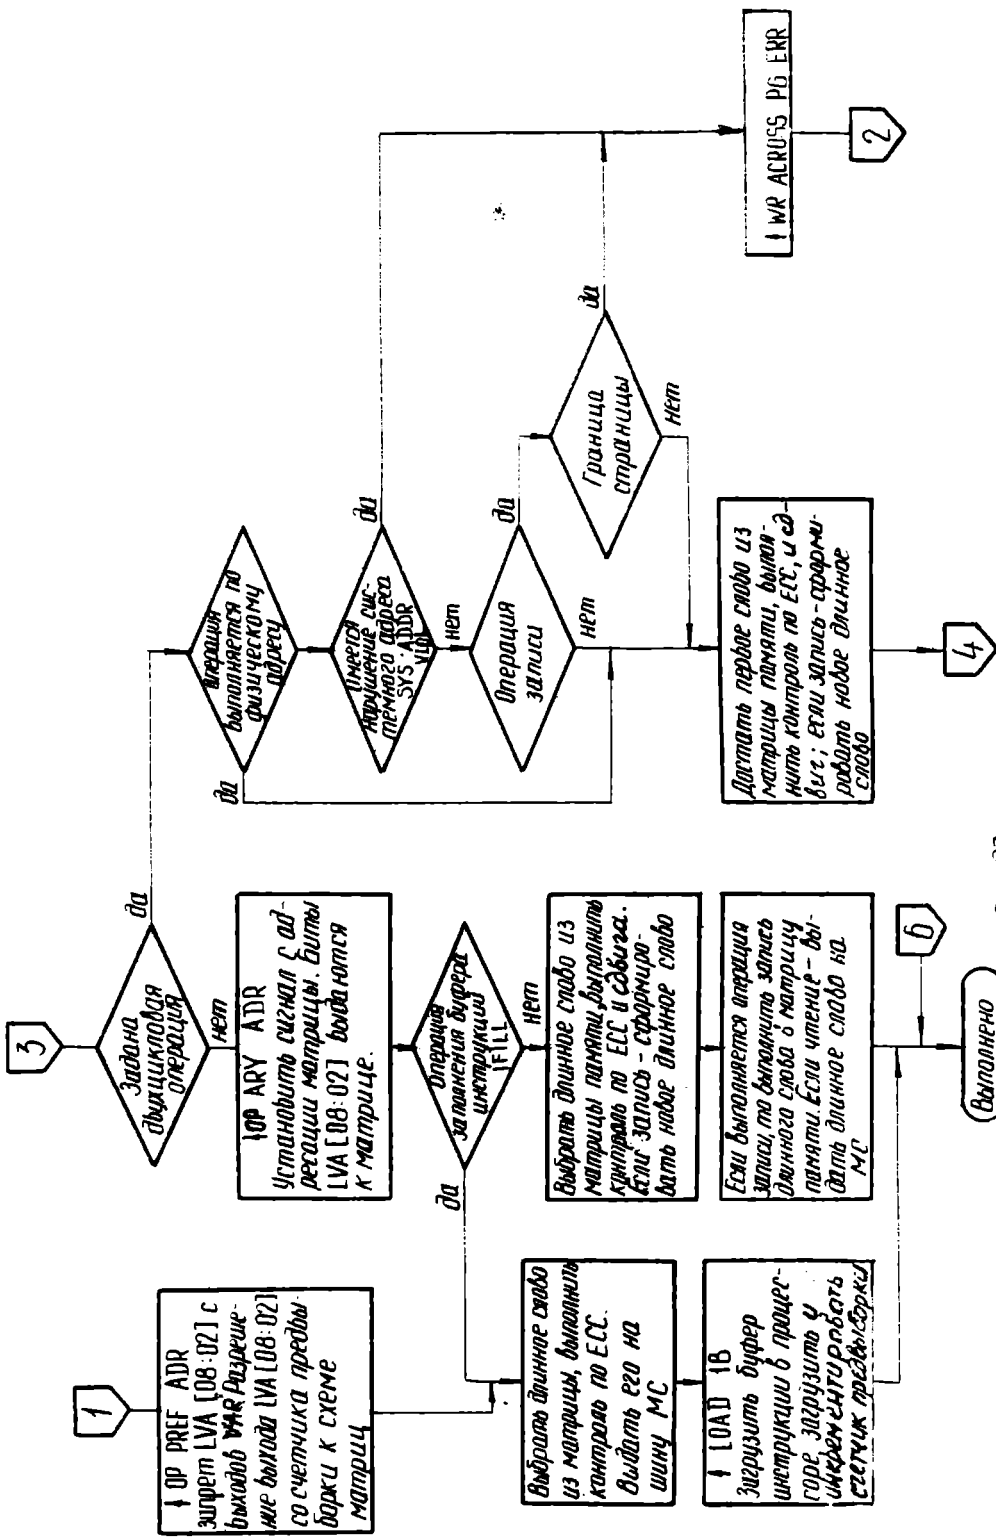 1
↑ OP PREF ADR
запрет LVA [08:02] с
выходов VAR Разреше-
ние выхода LVA [08:02]
со счетчика предвы-
борки к схеме
матриц
Выбрать длинное слово
из матрицы, выполнить
контроль по ECC.
Выдать его на
шину МС
↑ LOAD IB
Загрузить буфер
инструкции в процес-
соре загрузить и
инкрементировать
счетчик предвыборки
3
Задана
двухцикловая
операция
да
нет
↑OP ARY ADR
Установить сигнал с ад-
ресации матрицы. Биты
LVA [08:02] выдаются
к матрице.
Операция
заполнения буфера
инструкций
IFILL
да
нет
Выбрать длинное слово из
матрицы памяти, выполнить
контроль по ECC и сдвига.
Если запись - сформиро-
вать новое длинное слово
Если выполняется операция
записи, то выполнить запись
длинного слова в матрицу
памяти. Если чтение - вы-
дать длинное слово на
МС
6
Выполнено
Операция
выполняется по
физическому
адресу
да
Имеется
нарушение сис-
темного адреса
SYS ADDR
VLOL
да
нет
Операция
записи
да
нет
Граница
страницы
да
нет
Достать первое слово из
матрицы памяти, выпол-
нить контроль по ECC, и сд-
виг; если запись - сформи-
ровать новое длинное
слово
4
↑ WR ACROSS PG ERR
2